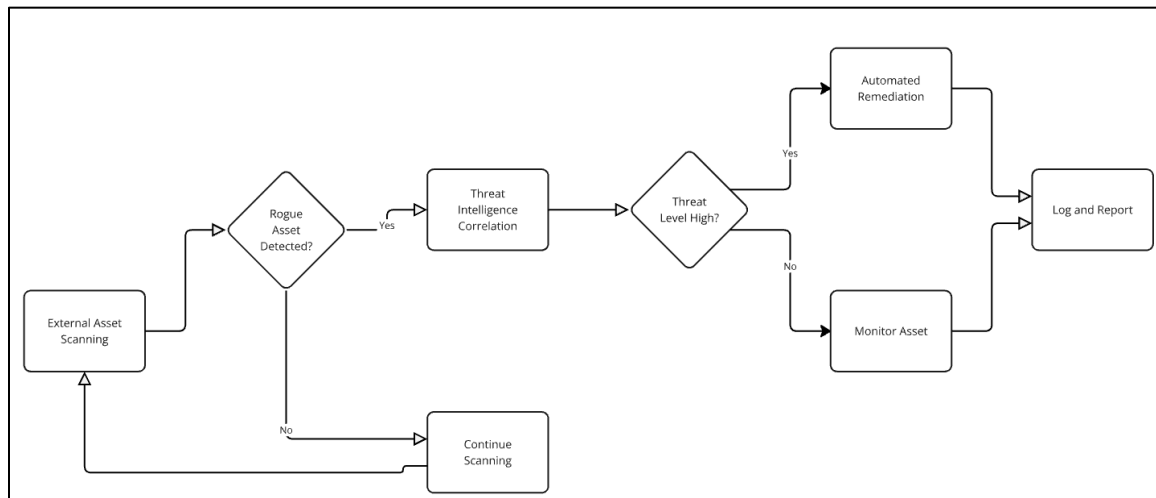 External Asset
Scanning
Rogue
Asset
Detected?
Yes
No
Continue
Scanning
Threat
Intelligence
Correlation
Threat
Level High?
Yes
No
Automated
Remediation
Monitor Asset
Log and Report